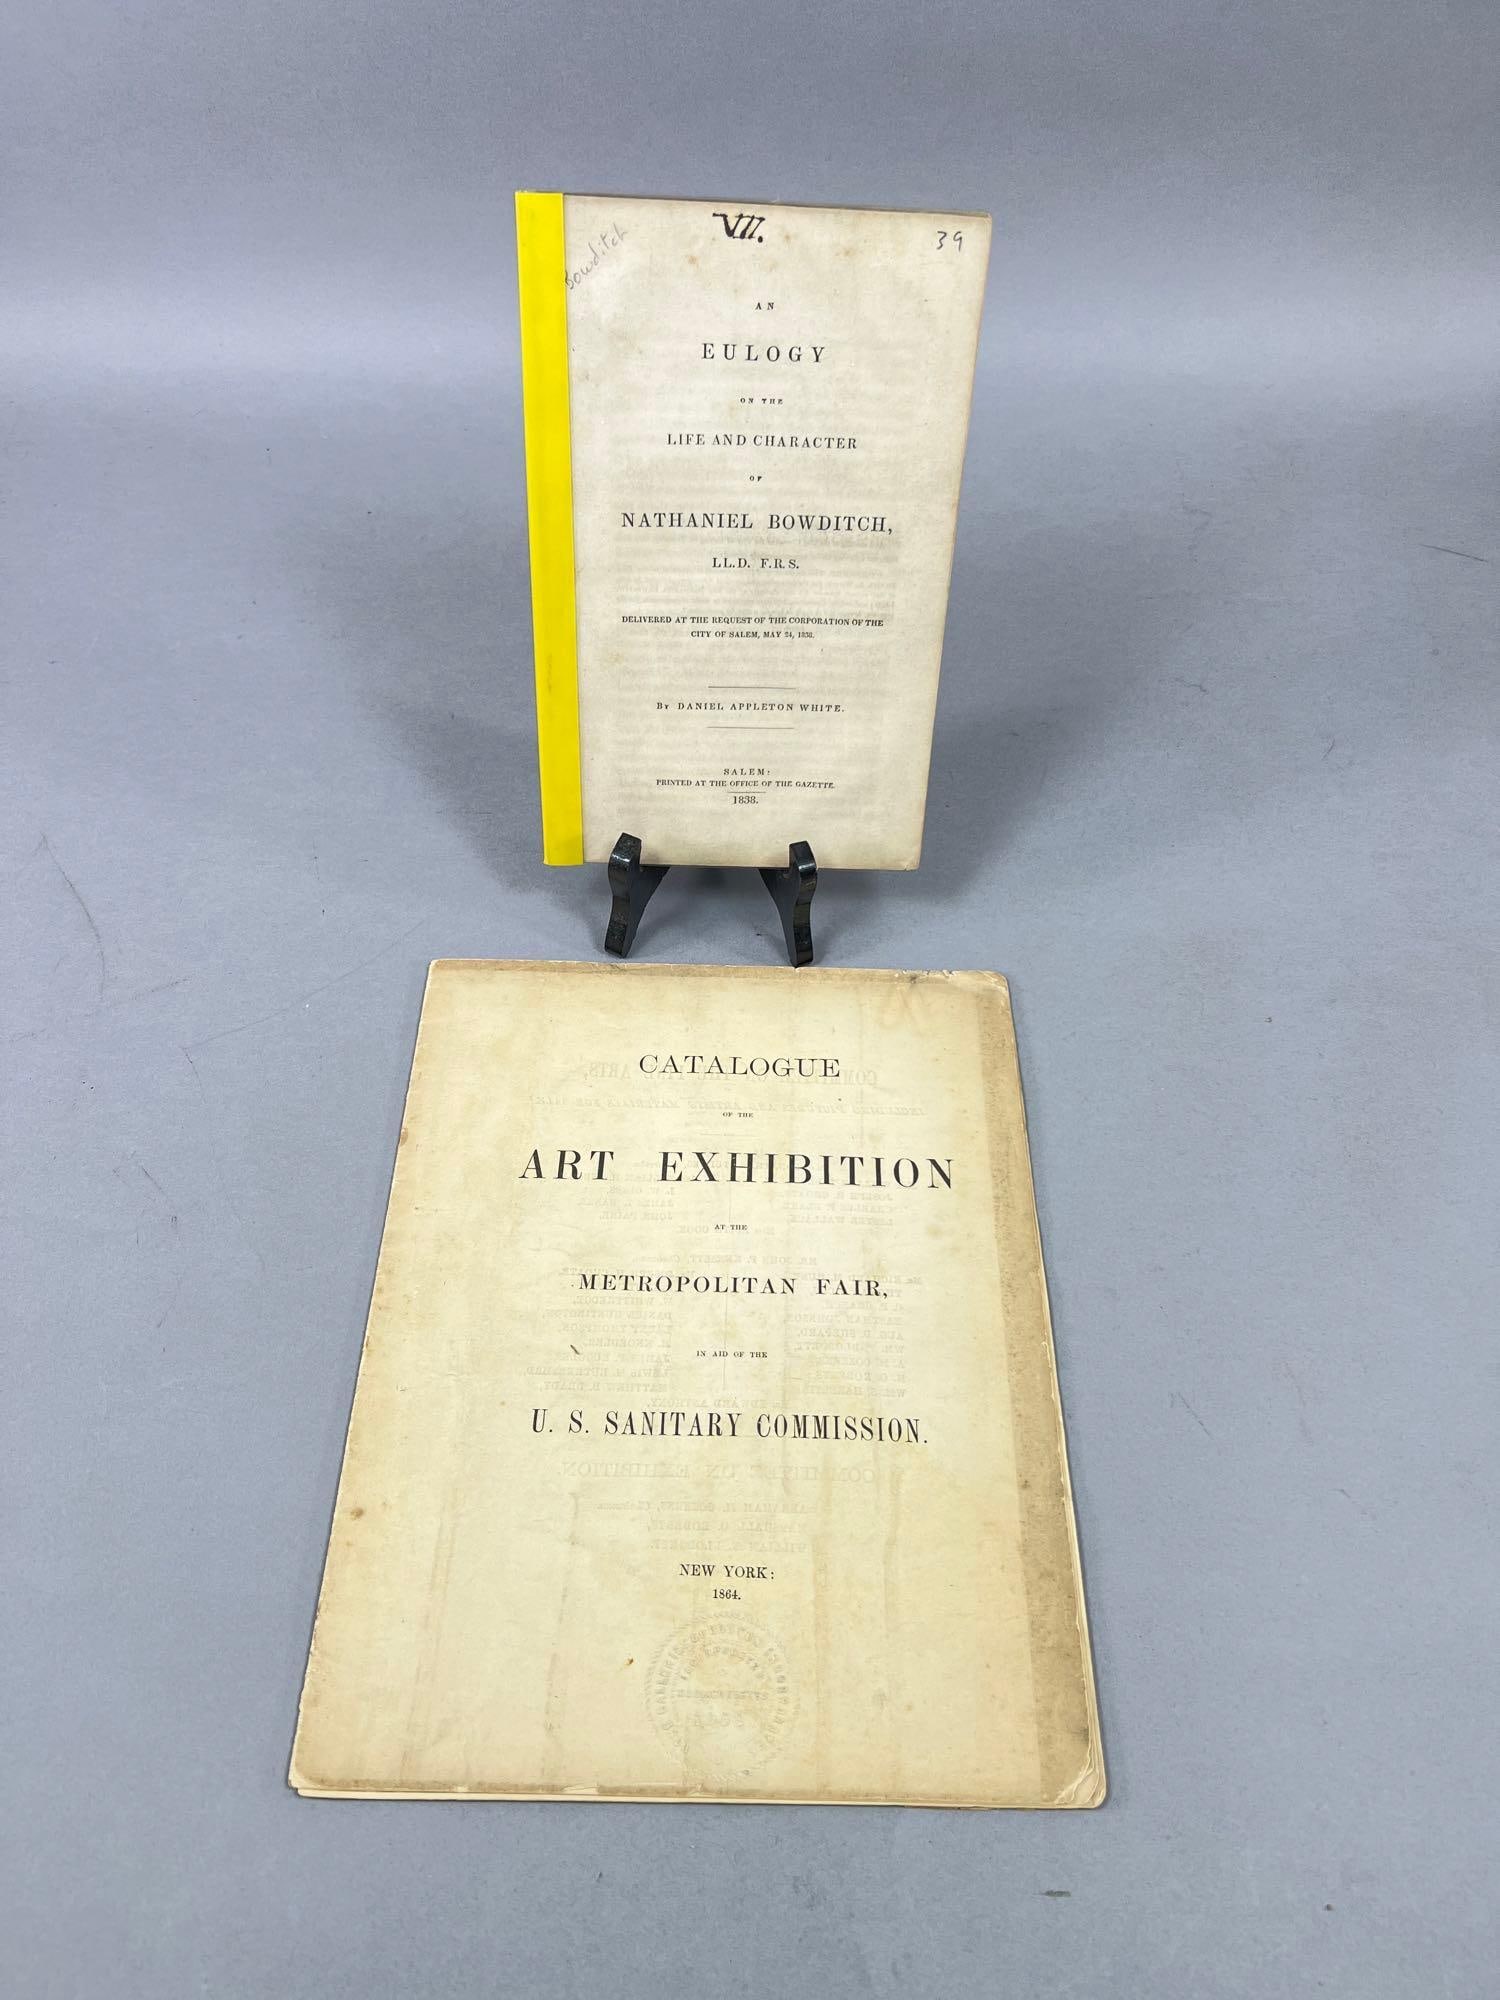 VII.
39
Bowditch
AN
EULOGY
ON THE
LIFE AND CHARACTER
OF
NATHANIEL BOWDITCH,
LL.D. F.R.S.
DELIVERED AT THE REQUEST OF THE CORPORATION OF THE
CITY OF SALEM, MAY 24, 1838.
By DANIEL APPLETON WHITE.
SALEM:
PRINTED AT THE OFFICE OF THE GAZETTE.
1838.
CATALOGUE
OF THE
ART EXHIBITION
AT THE
METROPOLITAN FAIR,
IN AID OF THE
U. S. SANITARY COMMISSION.
NEW YORK:
1864.